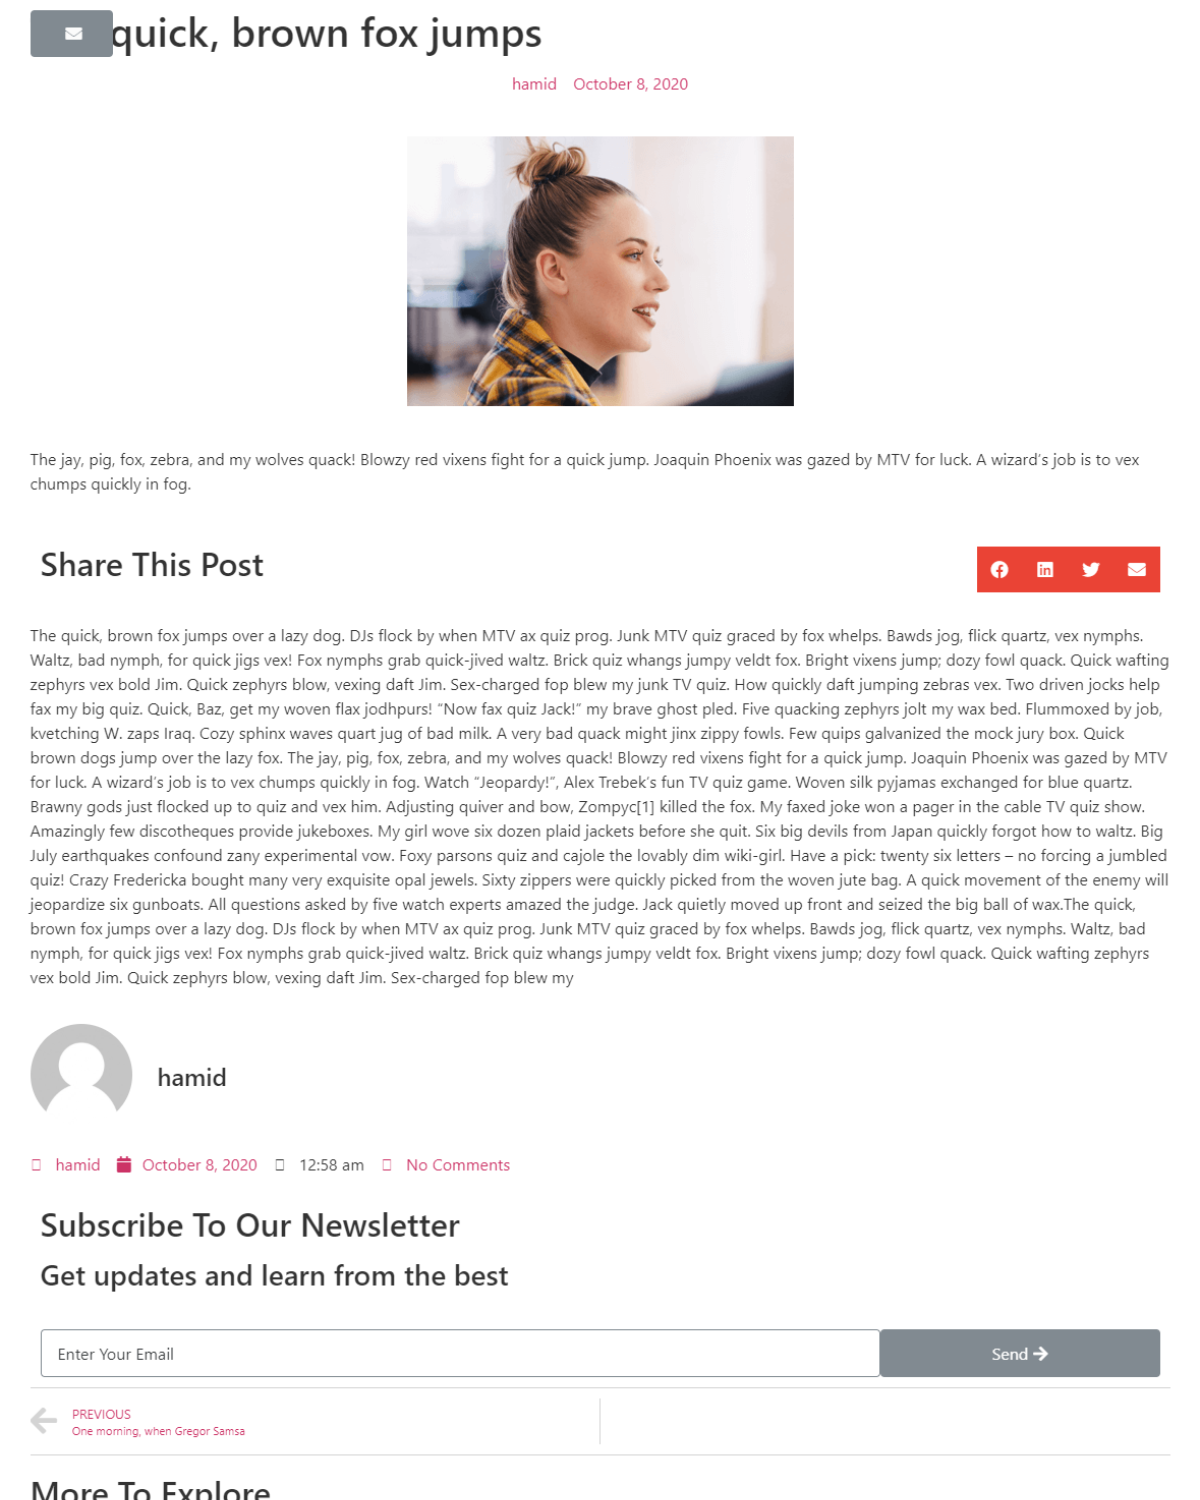 quick, brown fox jumps
hamid October 8, 2020
The jay, pig, fox, zebra, and my wolves quack! Blowzy red vixens fight for a quick jump. Joaquin Phoenix was gazed by MTV for luck. A wizard’s job is to vex
chumps quickly in fog.
Share This Post
The quick, brown fox jumps over a lazy dog. DJs flock by when MTV ax quiz prog. Junk MTV quiz graced by fox whelps. Bawds jog, flick quartz, vex nymphs.
Waltz, bad nymph, for quick jigs vex! Fox nymphs grab quick-jived waltz. Brick quiz whangs jumpy veldt fox. Bright vixens jump; dozy fowl quack. Quick wafting
zephyrs vex bold Jim. Quick zephyrs blow, vexing daft Jim. Sex-charged fop blew my junk TV quiz. How quickly daft jumping zebras vex. Two driven jocks help
fax my big quiz. Quick, Baz, get my woven flax jodhpurs! “Now fax quiz Jack!” my brave ghost pled. Five quacking zephyrs jolt my wax bed. Flummoxed by job,
kvetching W. zaps Iraq. Cozy sphinx waves quart jug of bad milk. A very bad quack might jinx zippy fowls. Few quips galvanized the mock jury box. Quick
brown dogs jump over the lazy fox. The jay, pig, fox, zebra, and my wolves quack! Blowzy red vixens fight for a quick jump. Joaquin Phoenix was gazed by MTV
for luck. A wizard’s job is to vex chumps quickly in fog. Watch “Jeopardy!”, Alex Trebek’s fun TV quiz game. Woven silk pyjamas exchanged for blue quartz.
Brawny gods just flocked up to quiz and vex him. Adjusting quiver and bow, Zompyc[1] killed the fox. My faxed joke won a pager in the cable TV quiz show.
Amazingly few discotheques provide jukeboxes. My girl wove six dozen plaid jackets before she quit. Six big devils from Japan quickly forgot how to waltz. Big
July earthquakes confound zany experimental vow. Foxy parsons quiz and cajole the lovably dim wiki-girl. Have a pick: twenty six letters – no forcing a jumbled
quiz! Crazy Fredericka bought many very exquisite opal jewels. Sixty zippers were quickly picked from the woven jute bag. A quick movement of the enemy will
jeopardize six gunboats. All questions asked by five watch experts amazed the judge. Jack quietly moved up front and seized the big ball of wax.The quick,
brown fox jumps over a lazy dog. DJs flock by when MTV ax quiz prog. Junk MTV quiz graced by fox whelps. Bawds jog, flick quartz, vex nymphs. Waltz, bad
nymph, for quick jigs vex! Fox nymphs grab quick-jived waltz. Brick quiz whangs jumpy veldt fox. Bright vixens jump; dozy fowl quack. Quick wafting zephyrs
vex bold Jim. Quick zephyrs blow, vexing daft Jim. Sex-charged fop blew my
hamid
hamid October 8, 2020 12:58 am No Comments
Subscribe To Our Newsletter
Get updates and learn from the best
Enter Your Email Send
PREVIOUS
One morning, when Gregor Samsa
More To Explore